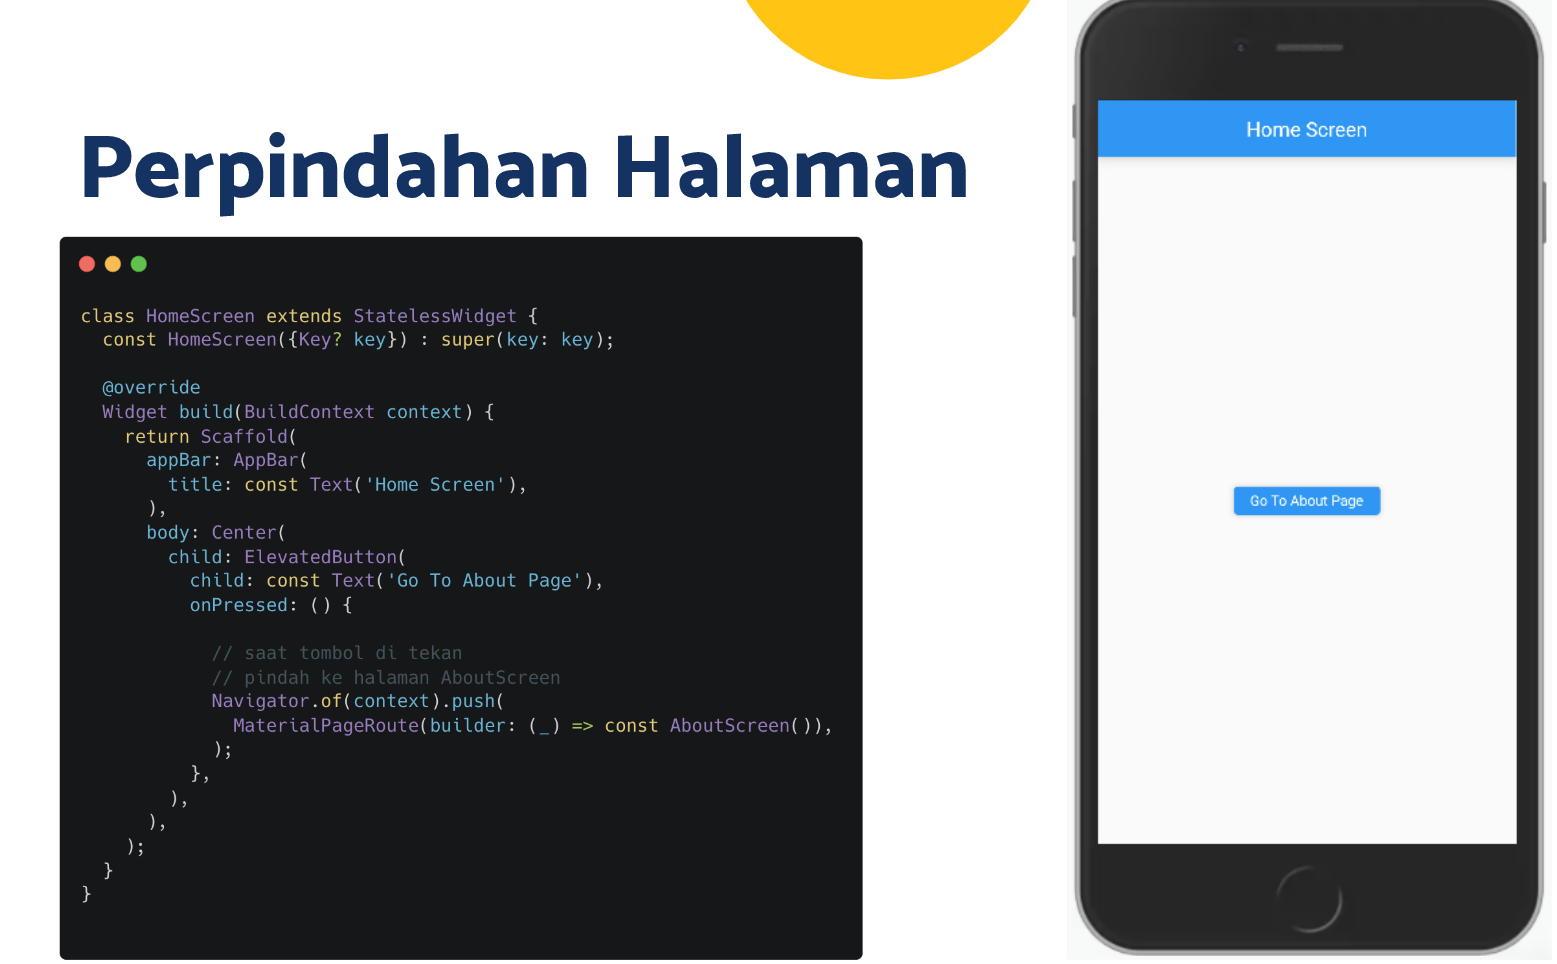 Perpindahan Halaman
class HomeScreen extends StatelessWidget {
  const HomeScreen({Key? key}) : super(key: key);

  @override
  Widget build(BuildContext context) {
    return Scaffold(
      appBar: AppBar(
        title: const Text('Home Screen'),
      ),
      body: Center(
        child: ElevatedButton(
          child: const Text('Go To About Page'),
          onPressed: () {

            // saat tombol di tekan
            // pindah ke halaman AboutScreen
            Navigator.of(context).push(
              MaterialPageRoute(builder: (_) => const AboutScreen()),
            );
          },
        ),
      ),
    );
  }
}
Home Screen
Go To About Page